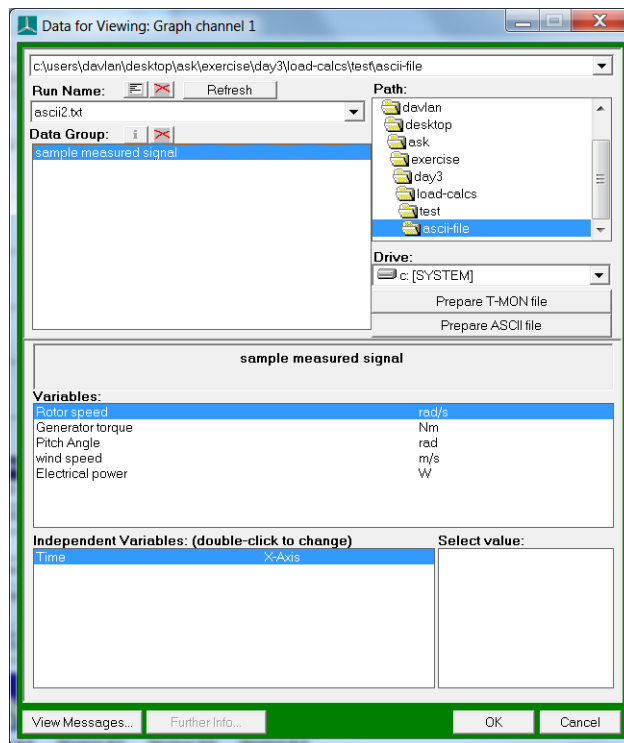 Data for Viewing: Graph channel 1
c:\users\davlan\desktop\ask\exercise\day3\load-calcs\test\ascii-file
Run Name:
Refresh
Path:
ascii2.txt
davlan
desktop
ask
exercise
day3
load-calcs
test
ascii-file
Data Group:
i
sample measured signal
Drive:
c: [SYSTEM]
Prepare T-MON file
Prepare ASCII file
sample measured signal
Variables:
Rotor speed rad/s
Generator torque Nm
Pitch Angle rad
wind speed m/s
Electrical power W
Independent Variables: (double-click to change)
Select value:
Time X-Axis
View Messages...
Further Info...
OK
Cancel